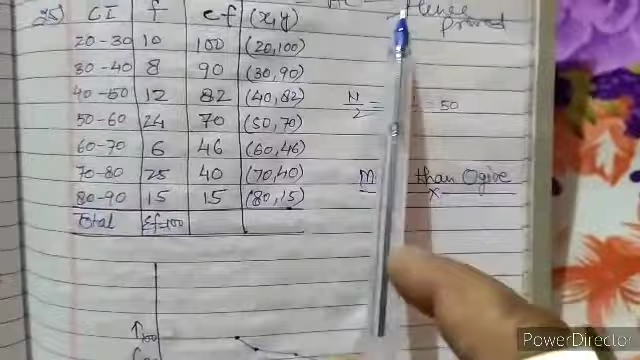 Hence
proved
25) CI f cf (x,y)
20-30 10 100 (20,100)
30-40 8 90 (30,90)
40-50 12 82 (40,82)
50-60 24 70 (50,70)
60-70 6 46 (60,46)
70-80 25 40 (70,40)
80-90 15 15 (80,15)
Total Σf=100
N/2 = = 50
than Ogive
x
↑100
PowerDirector